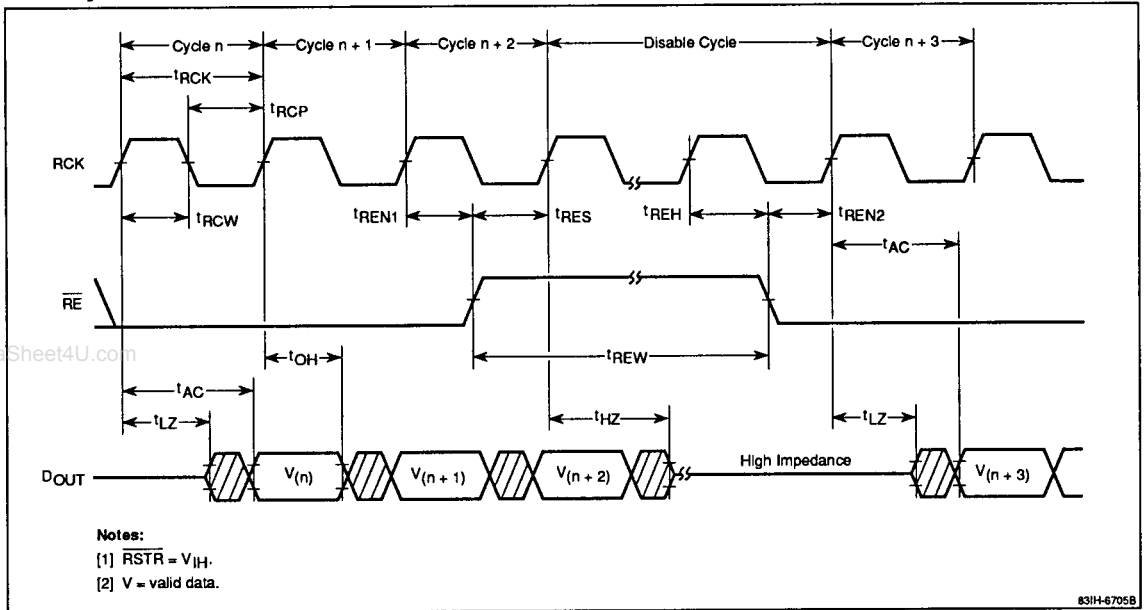 Cycle n
Cycle n + 1
Cycle n + 2
Disable Cycle
Cycle n + 3
tRCK
tRCP
RCK
tRCW
tREN1
tRES
tREH
tREN2
tAC
RE
aSheet4U.com
tOH
tREW
tAC
tLZ
tHZ
tLZ
DOUT
V(n)
V(n + 1)
V(n + 2)
High Impedance
V(n + 3)
Notes:
[1] RSTR = VIH.
[2] V = valid data.
83IH-6705B